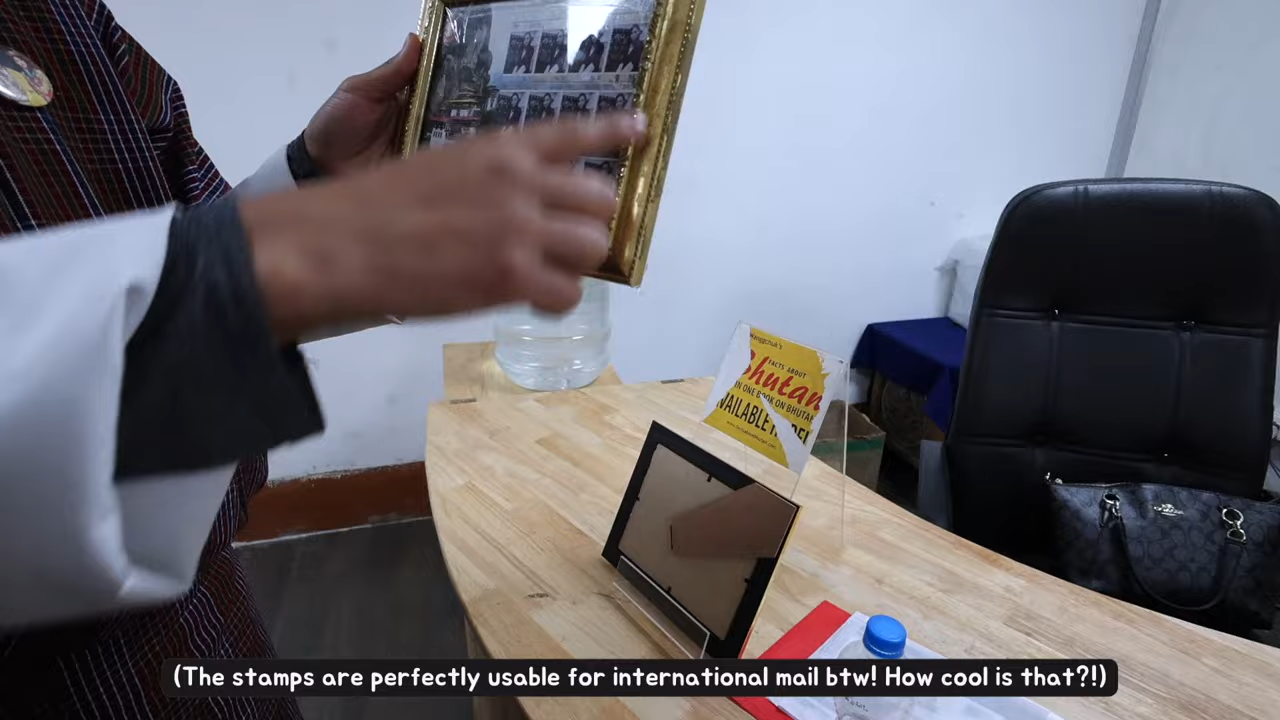 FACTS ABOUT
Bhutan
IN ONE BOOK ON BHUTAN
AVAILABLE HERE!
COACH
(The stamps are perfectly usable for international mail btw! How cool is that?!)